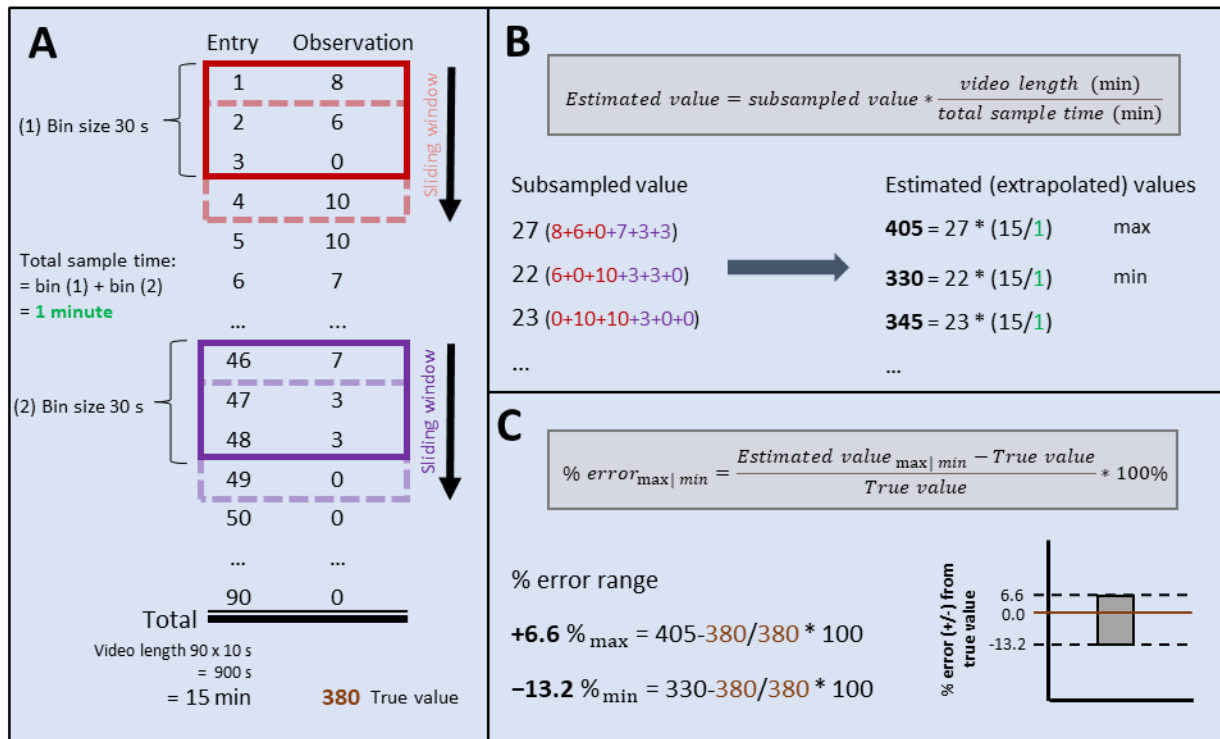 A
Entry Observation
1 8
(1) Bin size 30 s
2 6
3 0
4 10
5 10
6 7
... ...
Sliding window
Total sample time:
= bin (1) + bin (2)
= 1 minute
46 7
(2) Bin size 30 s
47 3
48 3
49 0
50 0
... ...
90 0
Sliding window
Total
Video length 90 x 10 s
= 900 s
= 15 min
380 True value
B
Estimated value = subsampled value * video length (min) / total sample time (min)
Subsampled value
27 (8+6+0+7+3+3)
22 (6+0+10+3+3+0)
23 (0+10+10+3+0+0)
...
Estimated (extrapolated) values
405 = 27 * (15/1) max
330 = 22 * (15/1) min
345 = 23 * (15/1)
...
C
% error max| min = Estimated value max| min − True value / True value * 100%
% error range
+6.6 % max = 405-380/380 * 100
−13.2 % min = 330-380/380 * 100
% error (+/-) from
true value
6.6
0.0
-13.2